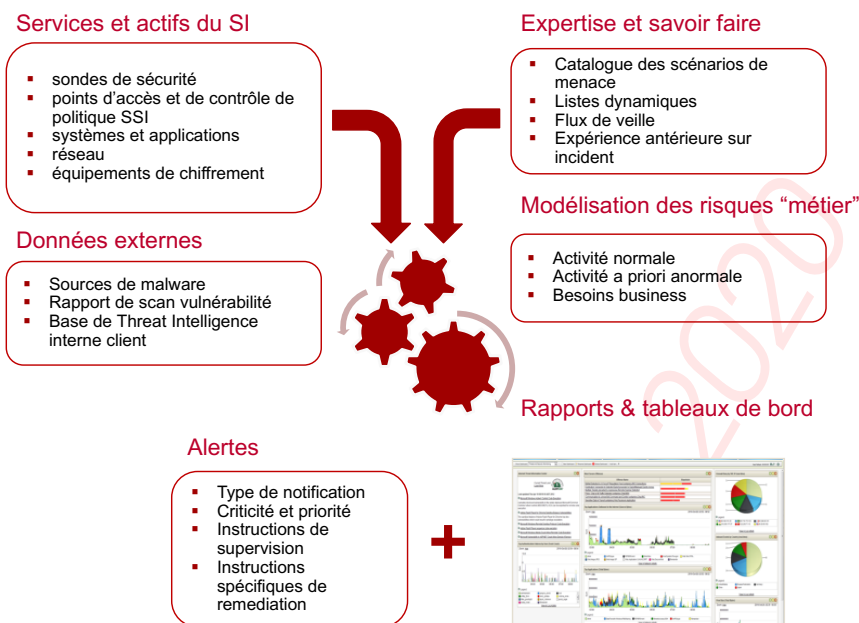 Services et actifs du SI
▪ sondes de sécurité
▪ points d'accès et de contrôle de
politique SSI
▪ systèmes et applications
▪ réseau
▪ équipements de chiffrement
Expertise et savoir faire
▪ Catalogue des scénarios de
menace
▪ Listes dynamiques
▪ Flux de veille
▪ Expérience antérieure sur
incident
Données externes
▪ Sources de malware
▪ Rapport de scan vulnérabilité
▪ Base de Threat Intelligence
interne client
Modélisation des risques “métier”
▪ Activité normale
▪ Activité a priori anormale
▪ Besoins business
Rapports & tableaux de bord
Alertes
▪ Type de notification
▪ Criticité et priorité
▪ Instructions de
supervision
▪ Instructions
spécifiques de
remediation
+
2020